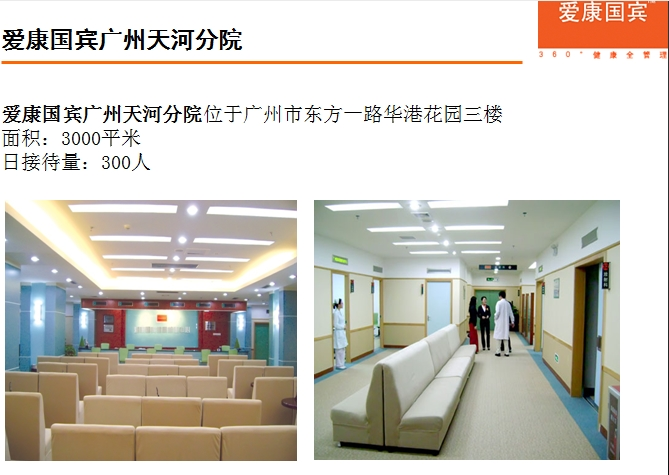 爱康国宾
360°健康全管理
爱康国宾广州天河分院
爱康国宾广州天河分院位于广州市东方一路华港花园三楼
面积：3000平米
日接待量：300人